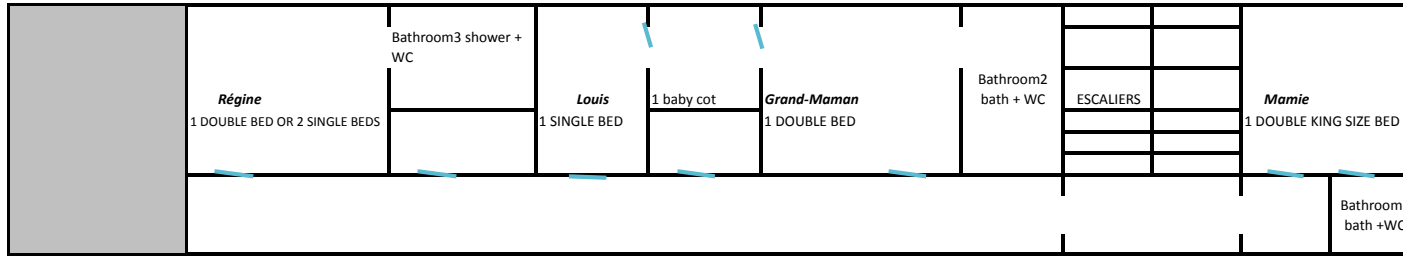 Bathroom3 shower +
WC
Régine
1 DOUBLE BED OR 2 SINGLE BEDS
Louis
1 SINGLE BED
1 baby cot
Grand-Maman
1 DOUBLE BED
Bathroom2
bath + WC
ESCALIERS
Mamie
1 DOUBLE KING SIZE BED
Bathroom
bath +WC